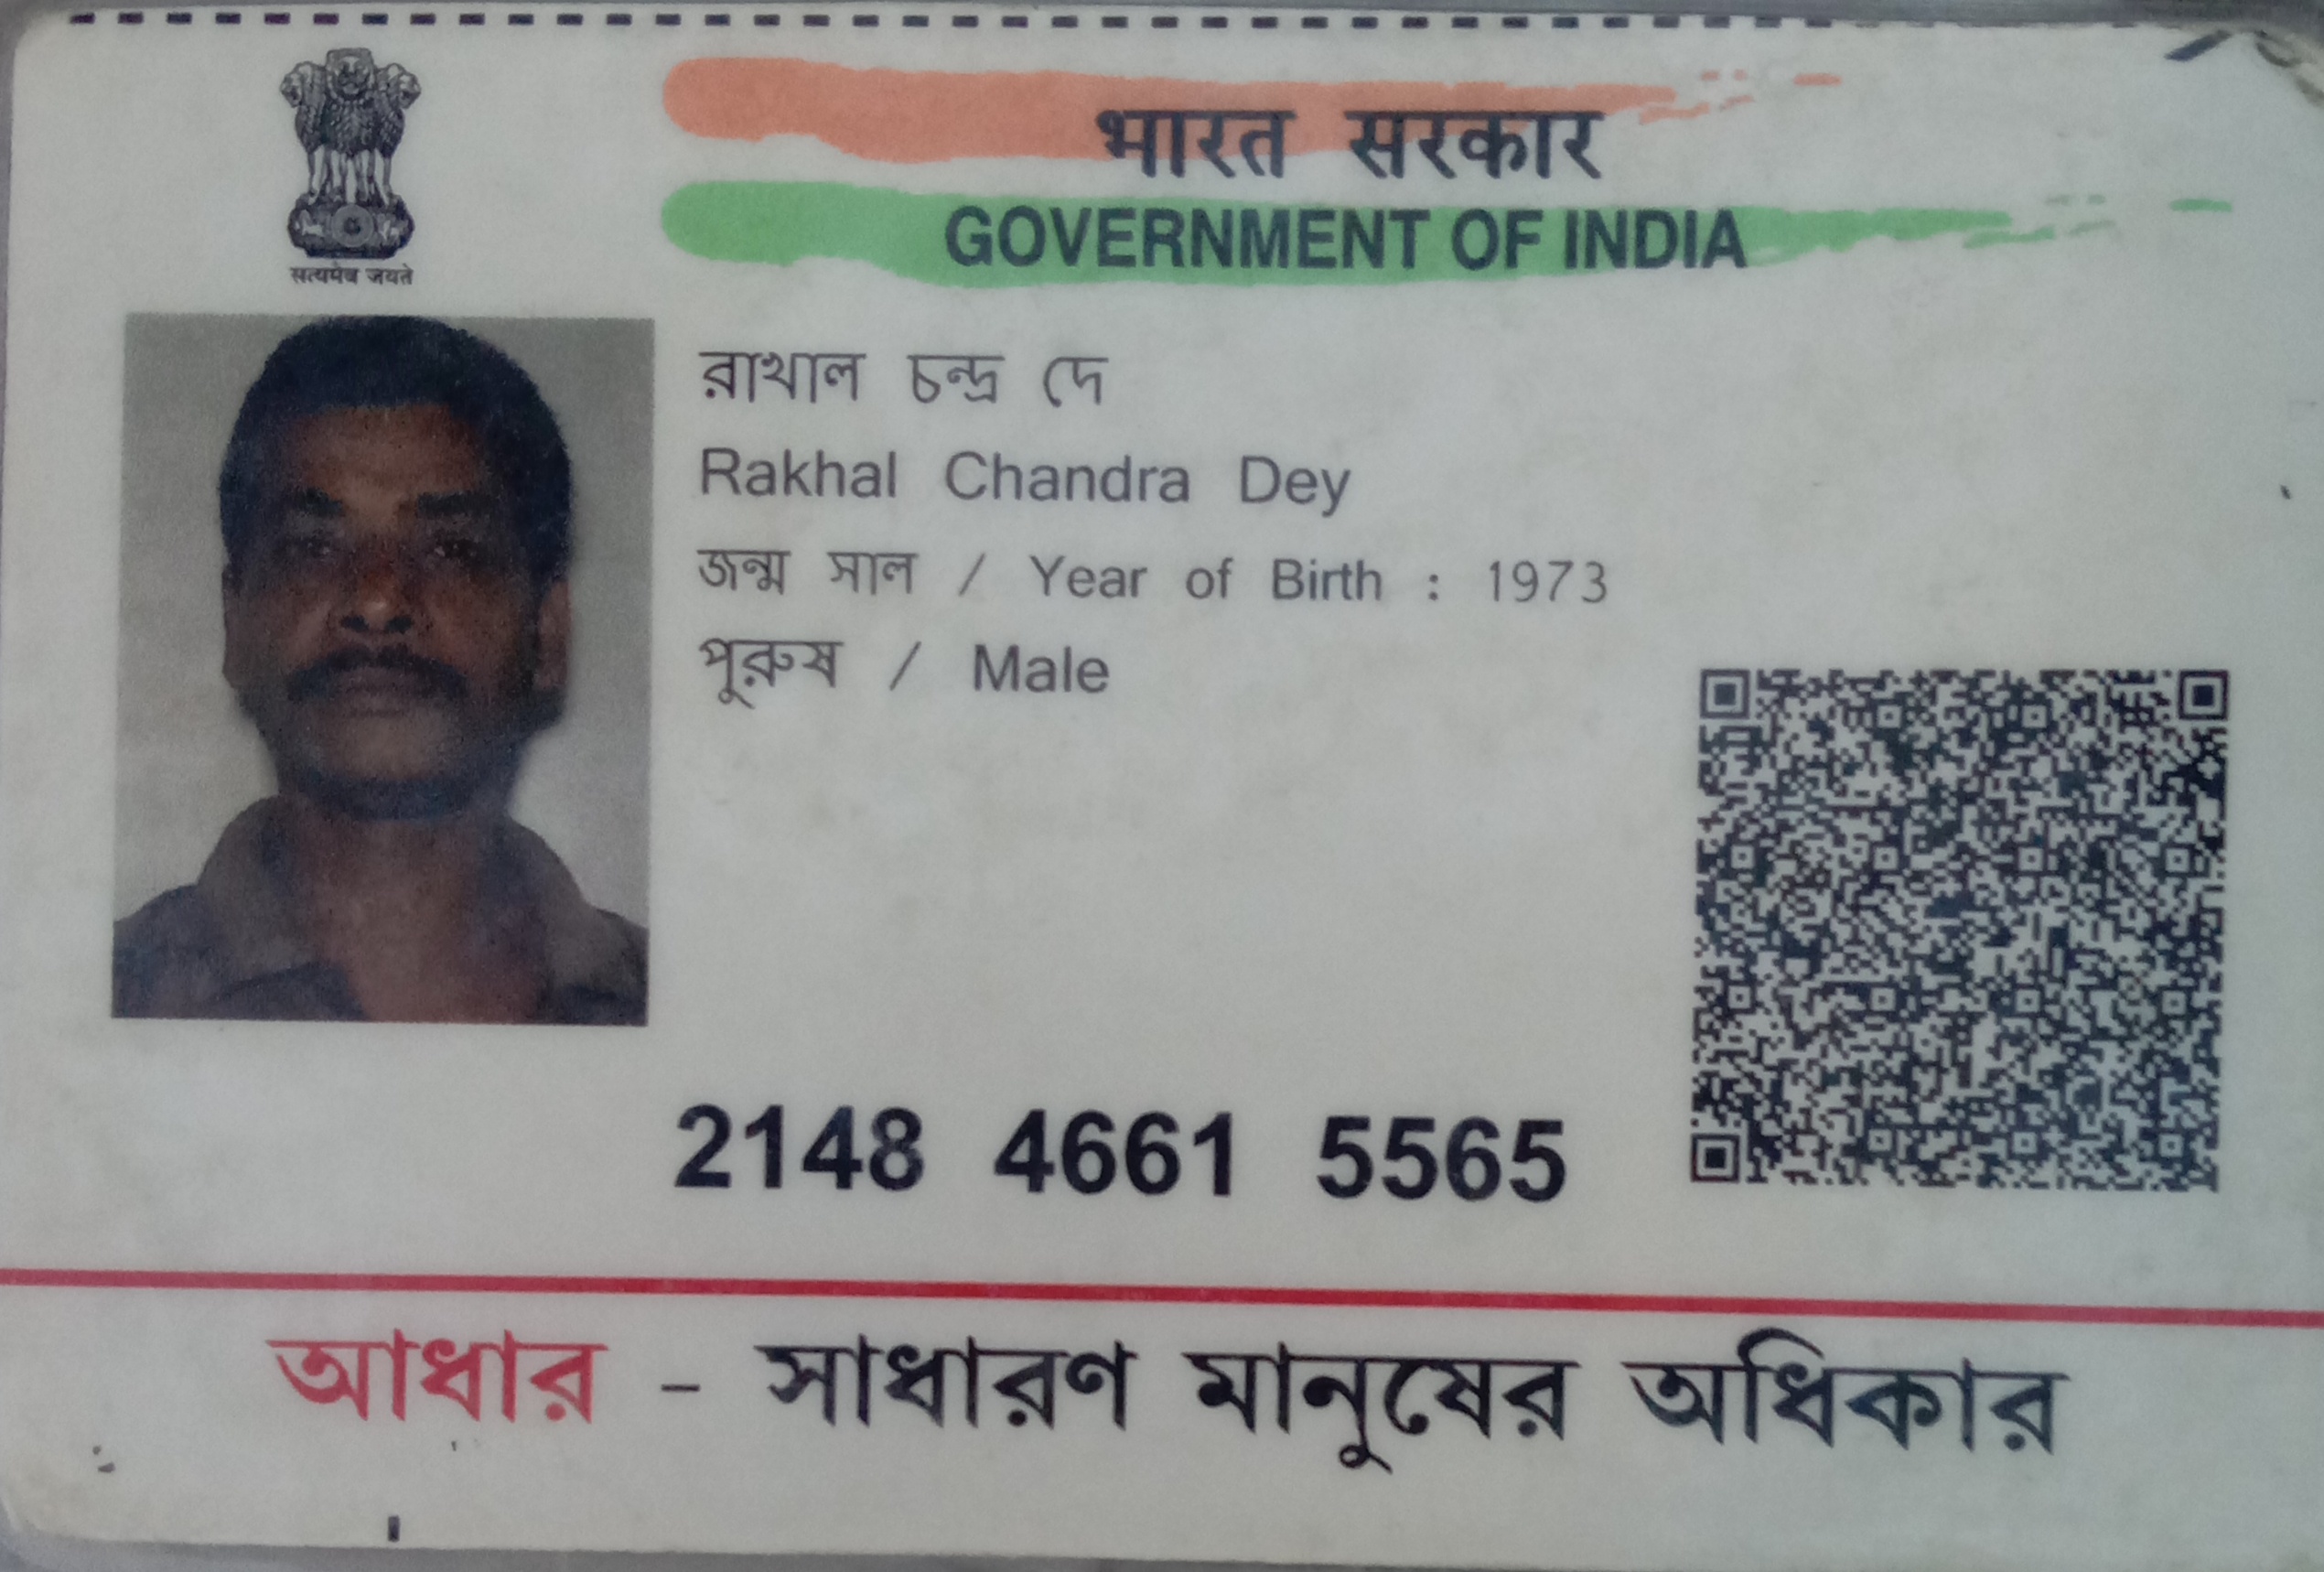 सत्यमेव जयते
भारत सरकार
GOVERNMENT OF INDIA
রাখাল চন্দ্র দে
Rakhal Chandra Dey
জন্ম সাল / Year of Birth : 1973
পুরুষ / Male
2148 4661 5565
আধার - সাধারণ মানুষের অধিকার